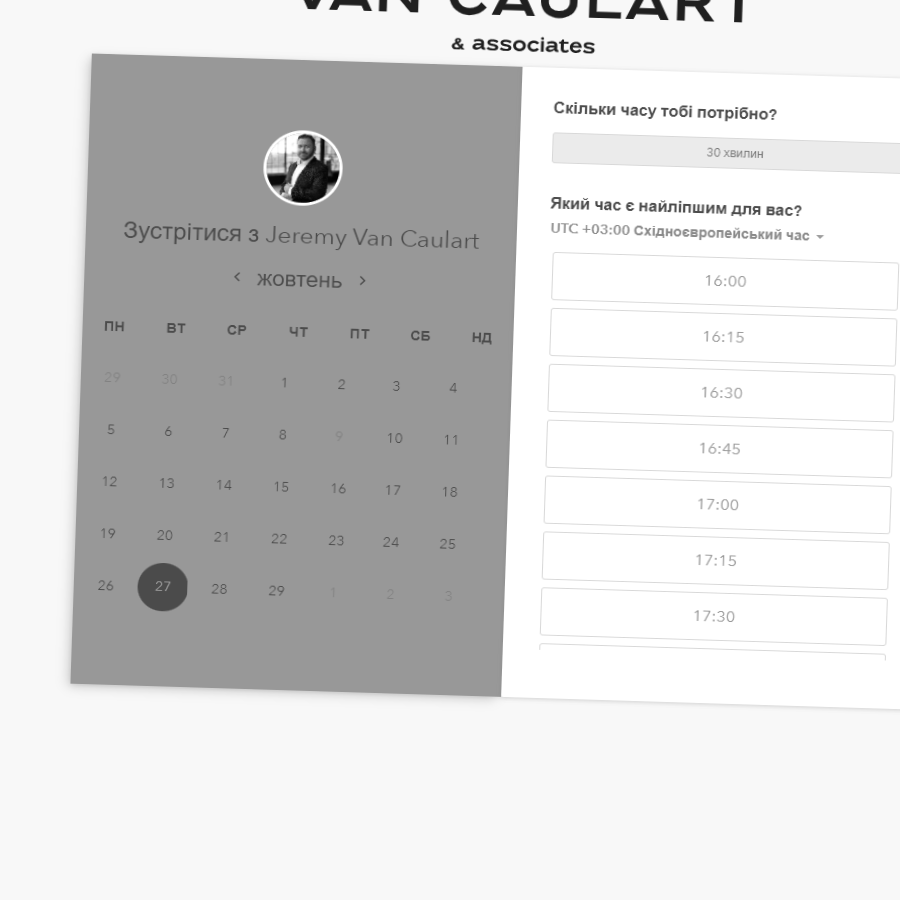 VAN CAULART
& associates
Зустрітися з Jeremy Van Caulart
жовтень
ПН ВТ СР ЧТ ПТ СБ НД
29 30 31 1 2 3 4
5 6 7 8 9 10 11
12 13 14 15 16 17 18
19 20 21 22 23 24 25
26 27 28 29 1 2 3
Скільки часу тобі потрібно?
30 хвилин
Який час є найліпшим для вас?
UTC +03:00 Східноєвропейський час
16:00
16:15
16:30
16:45
17:00
17:15
17:30